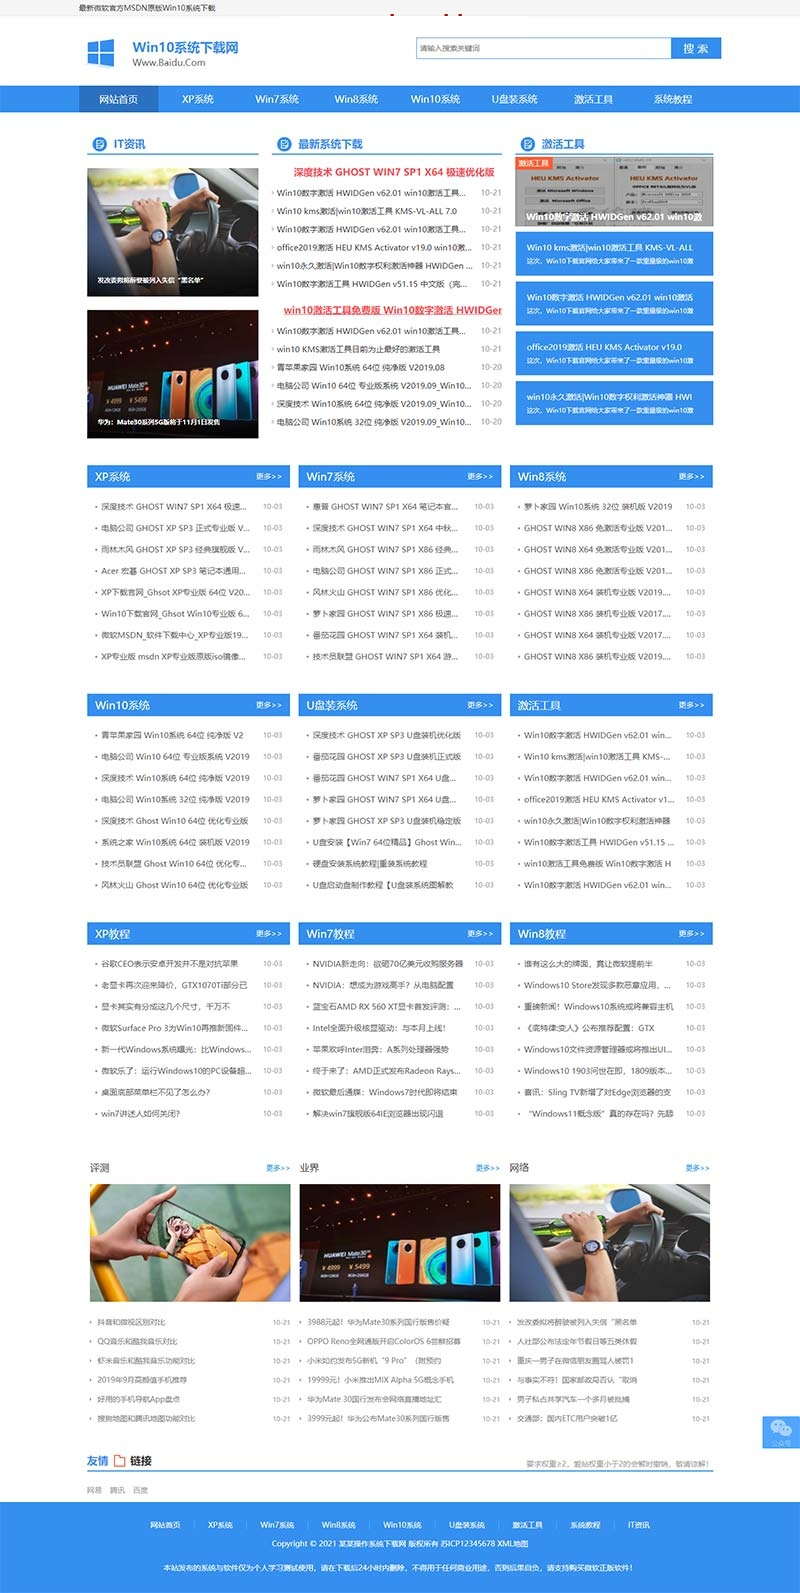 最新微软官方MSDN原版Win10系统下载
Win10系统下载网
Www.Baidu.Com
请输入搜索关键词
搜 索
网站首页 XP系统 Win7系统 Win8系统 Win10系统 U盘装系统 激活工具 系统教程
IT资讯
发改委拟将醉驾被列入失信“黑名单”
HUAWEI Mate30
¥4999 ¥5499
华为：Mate30系列5G版将于11月1日发售
最新系统下载
深度技术 GHOST WIN7 SP1 X64 极速优化版
Win10数字激活 HWIDGen v62.01 win10激活工具... 10-21
Win10 kms激活|win10激活工具 KMS-VL-ALL 7.0 10-21
Win10数字激活 HWIDGen v62.01 win10激活工具... 10-21
office2019激活 HEU KMS Activator v19.0 win10激... 10-21
win10永久激活|Win10数字权利激活神器 HWIDGen ... 10-21
Win10数字激活 HWIDGen v51.15 中文版（完... 10-21
win10激活工具免费版 Win10数字激活 HWIDGen
Win10数字激活 HWIDGen v62.01 win10激活工具... 10-21
win10 KMS激活工具目前为止最好的激活工具 10-21
青苹果家园 Win10系统 64位 纯净版 V2019.08 10-20
电脑公司 Win10 64位 专业版系统 V2019.09_Win10... 10-20
深度技术 Win10系统 64位 纯净版 V2019.09_Win10... 10-20
深度技术 Win10系统 32位 纯净版 V2019.09_Win10... 10-20
激活工具
激活工具
HEU KMS Activator
Win10数字激活 HWIDGen v62.01 win10激
Win10 kms激活|win10激活工具 KMS-VL-ALL
这次，Win10下载官网给大家带来了一款重量级的win10激
Win10数字激活 HWIDGen v62.01 win10激活
这次，Win10下载官网给大家带来了一款重量级的win10激
office2019激活 HEU KMS Activator v19.0
这次，Win10下载官网给大家带来了一款重量级的win10激
win10永久激活|Win10数字权利激活神器 HWI
这次，Win10下载官网给大家带来了一款重量级的win10激
XP系统 更多>>
深度技术 GHOST WIN7 SP1 X64 极速... 10-03
电脑公司 GHOST XP SP3 正式专业版 V... 10-03
雨林木风 GHOST XP SP3 经典旗舰版 V... 10-03
Acer 宏碁 GHOST XP SP3 笔记本通用... 10-03
XP下载官网_Ghsot XP专业版 64位 V20... 10-03
Win10下载官网_Ghsot Win10专业版 6... 10-03
微软MSDN_软件下载中心_XP专业版19... 10-03
XP专业版 msdn XP专业版原版iso镜像... 10-03
Win7系统 更多>>
惠普 GHOST WIN7 SP1 X64 笔记本官... 10-03
深度技术 GHOST WIN7 SP1 X64 中秋... 10-03
雨林木风 GHOST WIN7 SP1 X86 经典... 10-03
电脑公司 GHOST WIN7 SP1 X86 正式... 10-03
风林火山 GHOST WIN7 SP1 X86 优化... 10-03
萝卜家园 GHOST WIN7 SP1 X86 极速... 10-03
番茄花园 GHOST WIN7 SP1 X64 装机... 10-03
技术员联盟 GHOST WIN7 SP1 X64 游... 10-03
Win8系统 更多>>
萝卜家园 Win10系统 32位 装机版 V2019 10-03
GHOST WIN8 X86 免激活专业版 V201... 10-03
GHOST WIN8 X64 免激活专业版 V201... 10-03
GHOST WIN8 X86 免激活专业版 V201... 10-03
GHOST WIN8 X64 装机专业版 V2019.... 10-03
GHOST WIN8 X64 装机专业版 V2017.... 10-03
GHOST WIN8 X64 装机专业版 V2017.... 10-03
GHOST WIN8 X86 装机专业版 V2019.... 10-03
Win10系统 更多>>
青苹果家园 Win10系统 64位 纯净版 V2 10-03
电脑公司 Win10 64位 专业版系统 V2019 10-03
深度技术 Win10系统 64位 纯净版 V2019 10-03
电脑公司 Win10系统 32位 纯净版 V2019 10-03
深度技术 Ghost Win10 64位 优化专业版 10-03
系统之家 Win10系统 64位 装机版 V2019 10-03
技术员联盟 Ghost Win10 64位 优化专... 10-03
风林火山 Ghost Win10 64位 优化专业版 10-03
U盘装系统 更多>>
深度技术 GHOST XP SP3 U盘装机优化版 10-03
番茄花园 GHOST XP SP3 U盘装机正式版 10-03
番茄花园 GHOST WIN7 SP1 X64 U盘... 10-03
萝卜家园 GHOST WIN7 SP1 X64 U盘... 10-03
萝卜家园 GHOST XP SP3 U盘装机稳定版 10-03
U盘安装【Win7 64位精品】Ghost Win... 10-03
硬盘安装系统教程|重装系统教程 10-03
U盘启动盘制作教程【U盘装系统图解教 10-03
激活工具 更多>>
Win10数字激活 HWIDGen v62.01 win... 10-03
Win10 kms激活|win10激活工具 KMS-... 10-03
Win10数字激活 HWIDGen v62.01 win... 10-03
office2019激活 HEU KMS Activator v1... 10-03
win10永久激活|Win10数字权利激活神器 10-03
Win10数字激活工具 HWIDGen v51.15 ... 10-03
win10激活工具免费版 Win10数字激活 H 10-03
Win10数字激活 HWIDGen v62.01 win... 10-03
XP教程 更多>>
谷歌CEO表示安卓开发并不是对抗苹果 10-03
老显卡再次迎来降价，GTX1070Ti部分已 10-03
显卡其实有分成这几个尺寸，千万不 10-03
微软Surface Pro 3为Win10再推新固件... 10-03
新一代Windows系统曝光：比Windows... 10-03
微软乐了：运行Windows10的PC设备超... 10-03
桌面底部菜单栏不见了怎么办？ 10-03
win7讲述人如何关闭？ 10-03
Win7教程 更多>>
NVIDIA新走向：欲砸70亿美元收购服务器 10-03
NVIDIA：想成为游戏高手？从电脑配置 10-03
蓝宝石AMD RX 560 XT显卡首发评测：... 10-03
Intel全面升级核显驱动：与本月上线！ 10-03
苹果欢呼Inter泪奔：A系列处理器强势 10-03
终于来了：AMD正式发布Radeon Rays... 10-03
微软最后通牒：Windows7时代即将结束 10-03
解决win7旗舰版64IE浏览器出现闪退 10-03
Win8教程 更多>>
谁有这么大的牌面，竟让微软提前半 10-03
Windows10 Store发现多款恶意应用，... 10-03
重磅新闻！Windows10系统或将兼容主机 10-03
《底特律:变人》公布推荐配置：GTX 10-03
Windows10文件资源管理器或将推出UI... 10-03
Windows10 1903问世在即，1809版本... 10-03
喜讯：Sling TV新增了对Edge浏览器的支 10-03
“Windows11概念版”真的存在吗？先舔 10-03
评测 更多>>
抖音和微视区别对比 10-21
QQ音乐和酷我音乐对比 10-21
虾米音乐和酷我音乐功能对比 10-21
2019年9月高颜值手机推荐 10-21
好用的手机导航App盘点 10-21
搜狗地图和腾讯地图功能对比 10-21
业界 更多>>
HUAWEI Mate30
¥4999 ¥5499
3988元起！华为Mate30系列国行版售价疑 10-21
OPPO Reno全网通版开启ColorOS 6尝鲜招募 10-21
小米如约发布5G新机“9 Pro”（附预约 10-21
19999元！小米推出MIX Alpha 5G概念手机 10-21
华为Mate 30国行发布会网络直播地址汇 10-21
3999元起！华为公布Mate30系列国行版售 10-21
网络 更多>>
发改委拟将醉驶被列入失信“黑名单 10-21
人社部公布法定年节假日等五类休假 10-21
重庆一男子在微信朋友圈骂人被罚1 10-21
与事实不符！国家邮政局否认“取消 10-21
男子私占共享汽车一个多月被批捕 10-21
交通部：国内ETC用户突破1亿 10-21
公众号
友情链接
要求权重≥2，能站权重小于2的会暂时撤销，敬请谅解！
网易 腾讯 百度
网站首页 XP系统 Win7系统 Win8系统 Win10系统 U盘装系统 激活工具 系统教程 IT资讯
Copyright © 2021 某某操作系统下载网 版权所有 苏ICP12345678 XML地图
本站发布的系统与软件仅为个人学习测试使用，请在下载后24小时内删除，不得用于任何商业用途，否则后果自负，请支持购买微软正版软件！